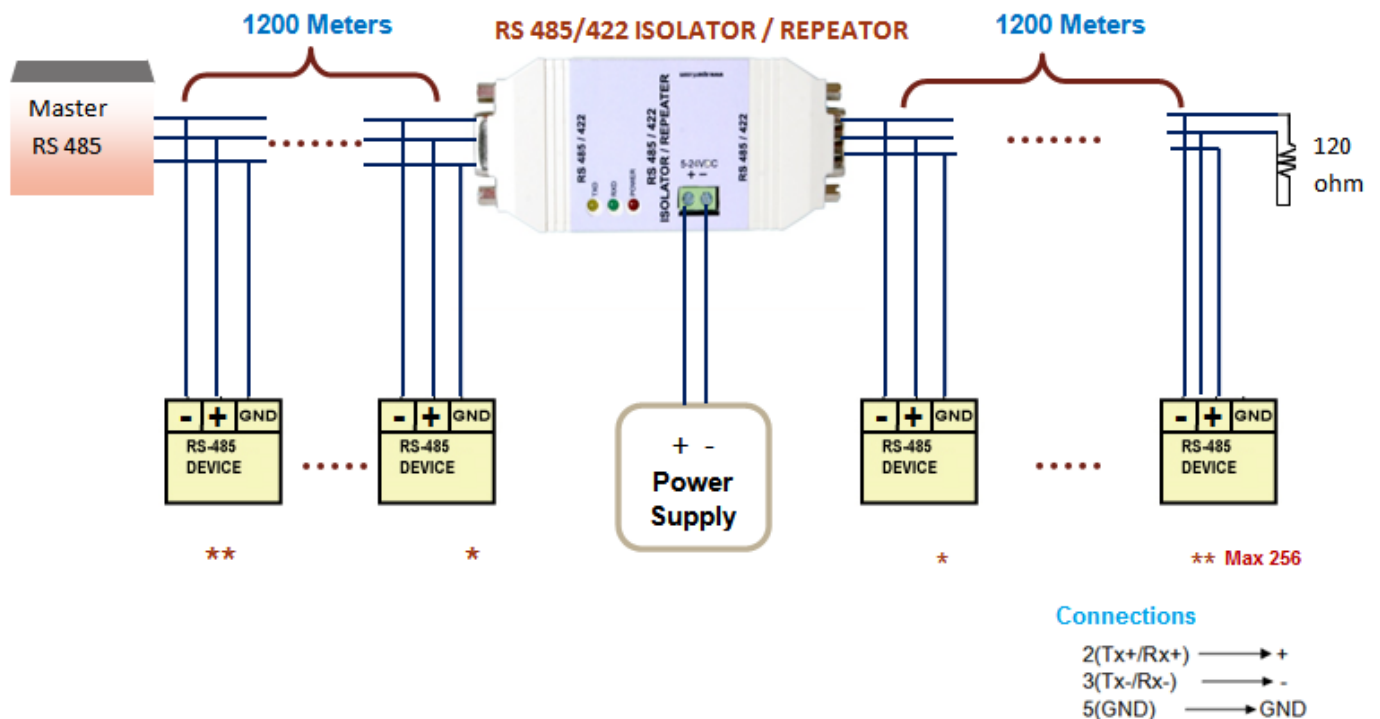 1200 Meters
RS 485/422 ISOLATOR / REPEATOR
1200 Meters
Master
RS 485
RS 485 / 422
TXD
RXD
POWER
RS 485 / 422
ISOLATOR / REPEATER
5-24VDC
+ -
RS 485 / 422
120
ohm
- + GND
RS-485
DEVICE
- + GND
RS-485
DEVICE
+ -
Power
Supply
- + GND
RS-485
DEVICE
- + GND
RS-485
DEVICE
**
*
*
** Max 256
Connections
2(Tx+/Rx+) → +
3(Tx-/Rx-) → -
5(GND) → GND